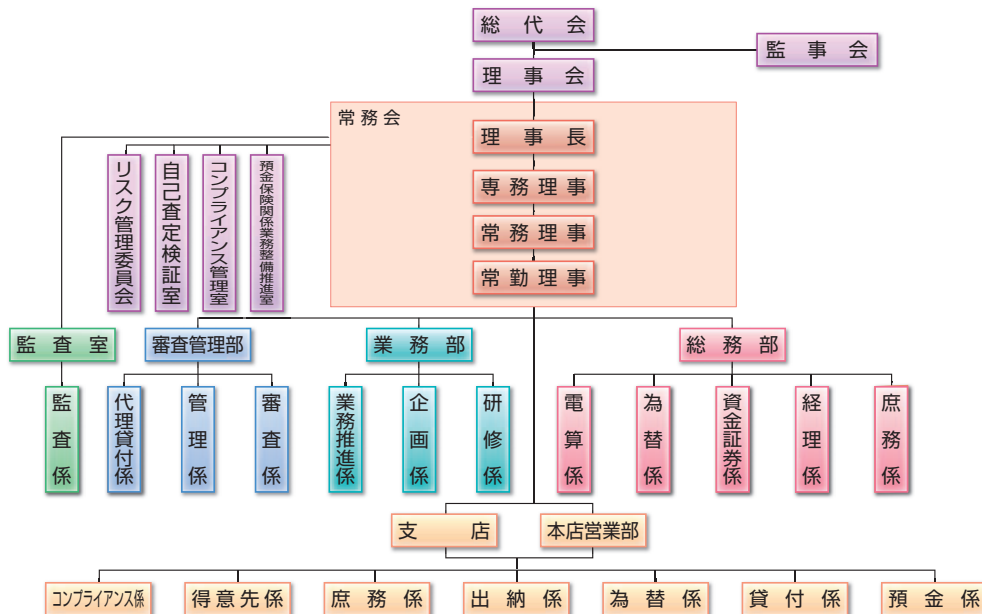 総代会
監事会
理事会
常務会
理事長
専務理事
常務理事
常勤理事
リスク管理委員会
自己査定検証室
コンプライアンス管理室
預金保険関係業務整備推進室
監査室
審査管理部
業務部
総務部
監査係
代理貸付係
管理係
審査係
業務推進係
企画係
研修係
電算係
為替係
資金証券係
経理係
庶務係
支店
本店営業部
コンプライアンス係
得意先係
庶務係
出納係
為替係
貸付係
預金係